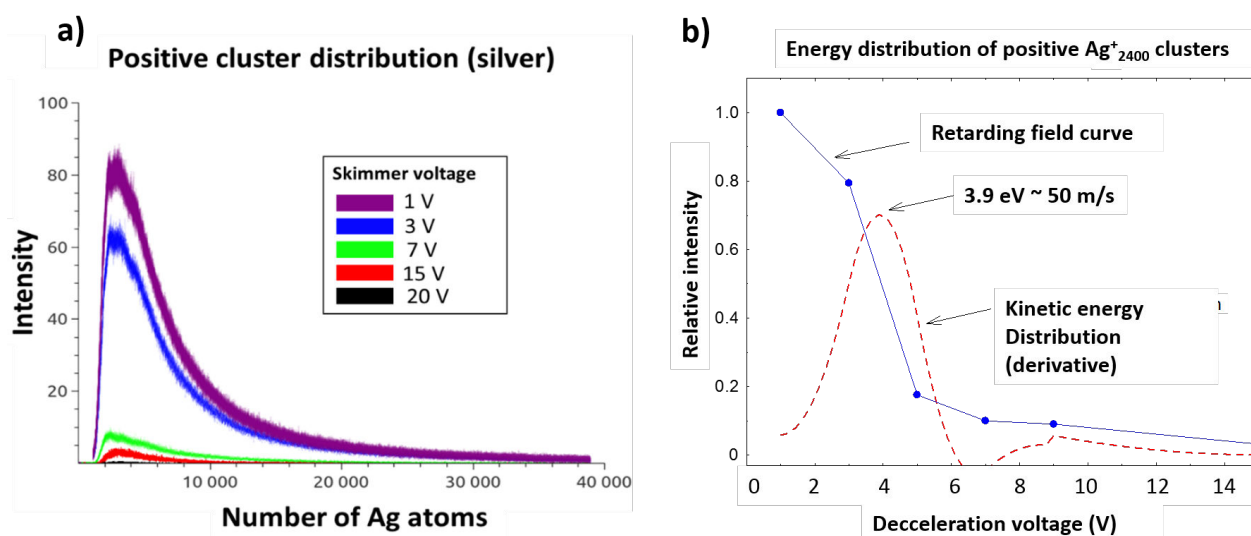 a)
Positive cluster distribution (silver)
100
80
60
40
20
Intensity
Skimmer voltage
1 V
3 V
7 V
15 V
20 V
10 000
20 000
30 000
40 000
Number of Ag atoms
b)
Energy distribution of positive Ag⁺₂₄₀₀ clusters
1.0
0.8
0.6
0.4
0.2
0
Relative intensity
Retarding field curve
3.9 eV ~ 50 m/s
Kinetic energy
Distribution
(derivative)
0
2
4
6
8
10
12
14
Decceleration voltage (V)